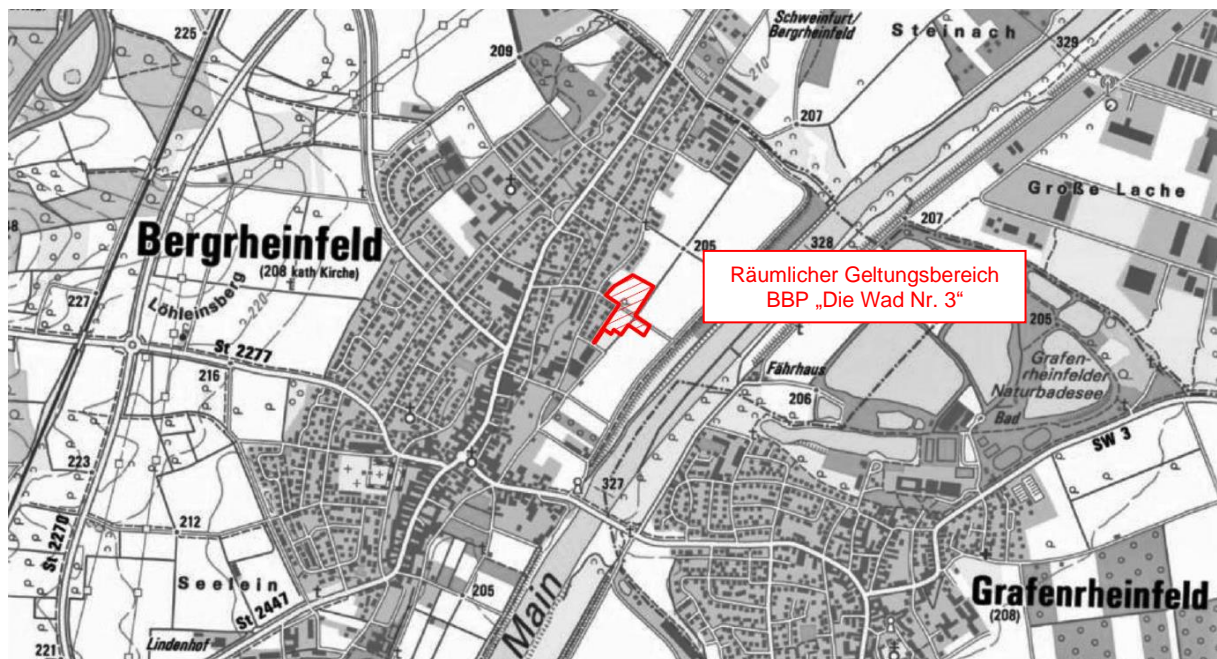 225
209
Schweinfurt/
Bergrheinfeld
Steinach
329
210
207
Große Lache
207
Bergrheinfeld
(208 kath Kirche)
Löhleinsberg
220
227
205
328
Räumlicher Geltungsbereich
BBP „Die Wad Nr. 3“
205
St 2277
216
Fährhaus
206
Grafen-
rheinfelder
Naturbadesee
Bad
SW 3
223
327
St 2270
212
Seelein
205
St 2447
Main
Grafenrheinfeld
(208)
Lindenhof
221